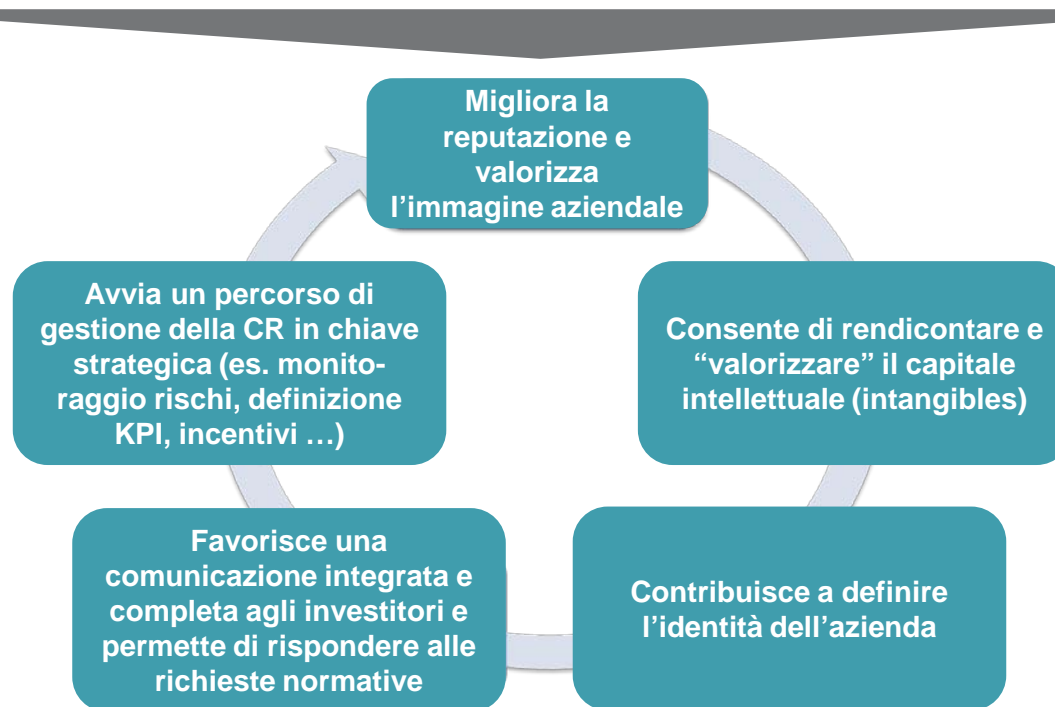 Migliora la
reputazione e
valorizza
l’immagine aziendale
Consente di rendicontare e
“valorizzare” il capitale
intellettuale (intangibles)
Contribuisce a definire
l’identità dell’azienda
Favorisce una
comunicazione integrata e
completa agli investitori e
permette di rispondere alle
richieste normative
Avvia un percorso di
gestione della CR in chiave
strategica (es. monito-
raggio rischi, definizione
KPI, incentivi …)